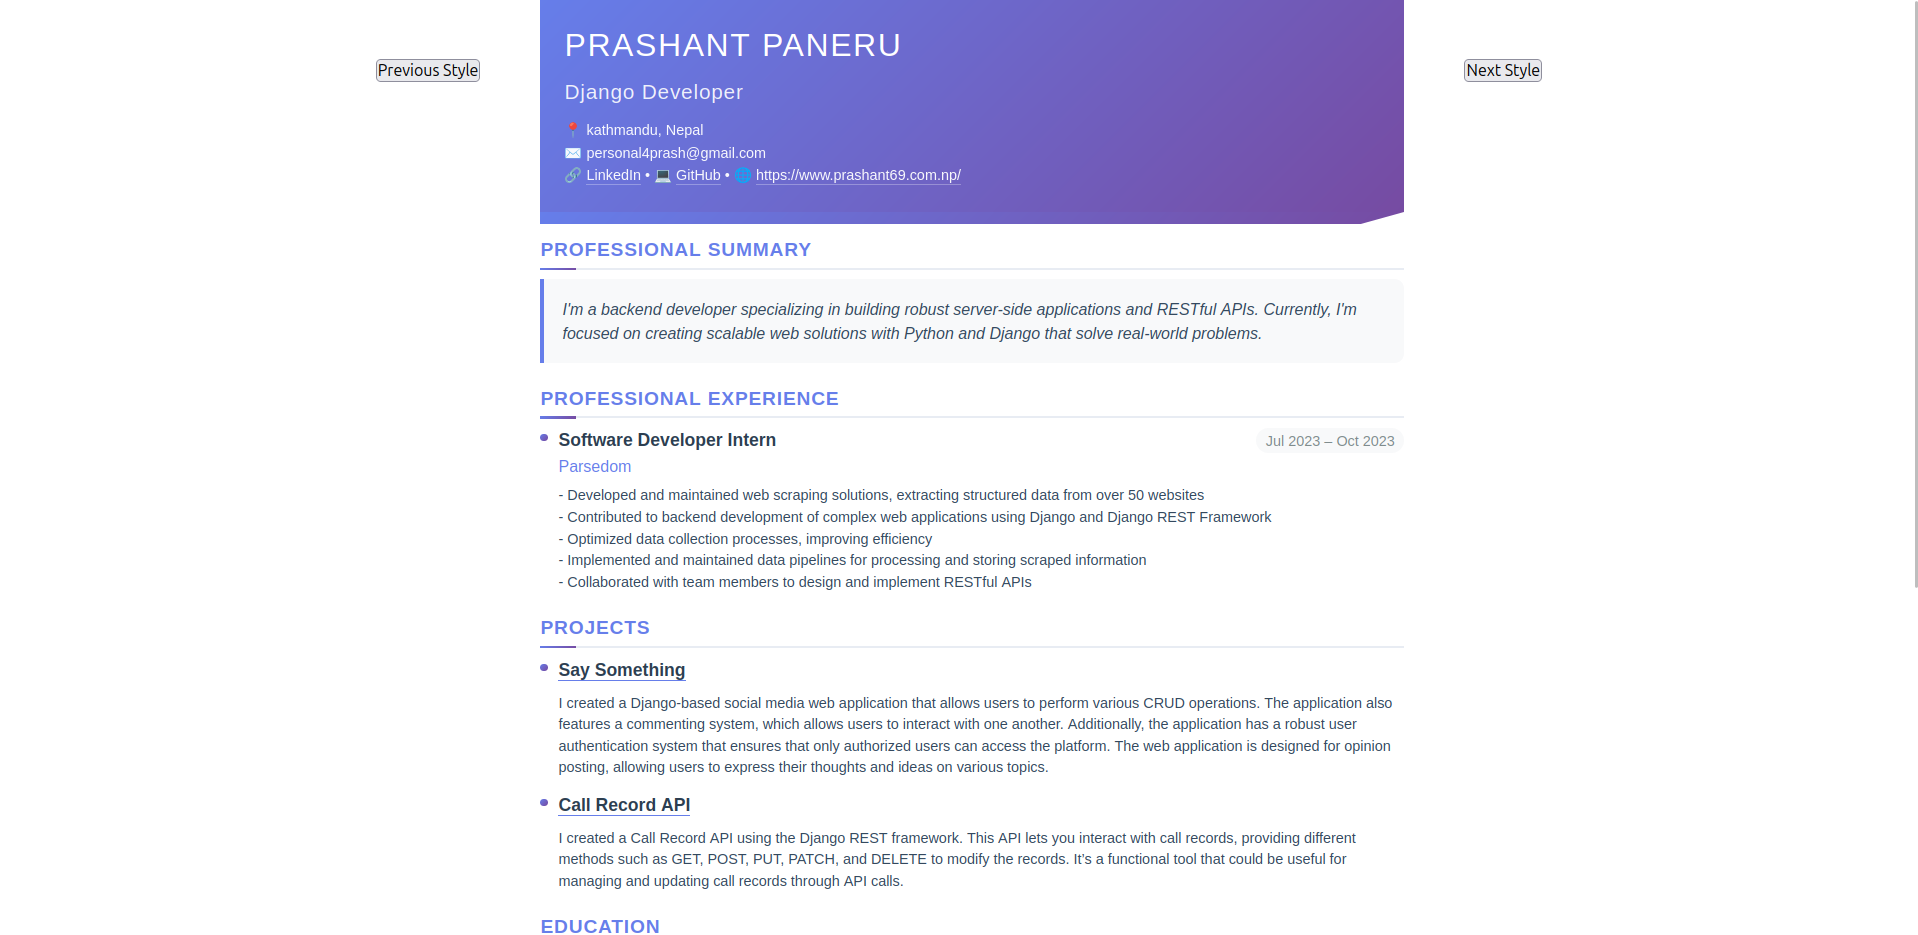 PRASHANT PANERU
Previous Style
Next Style
Django Developer
📍 kathmandu, Nepal
✉️ personal4prash@gmail.com
🔗 LinkedIn • 💻 GitHub • 🌐 https://www.prashant69.com.np/
PROFESSIONAL SUMMARY
I'm a backend developer specializing in building robust server-side applications and RESTful APIs. Currently, I'm
focused on creating scalable web solutions with Python and Django that solve real-world problems.
PROFESSIONAL EXPERIENCE
Software Developer Intern
Jul 2023 – Oct 2023
Parsedom
- Developed and maintained web scraping solutions, extracting structured data from over 50 websites
- Contributed to backend development of complex web applications using Django and Django REST Framework
- Optimized data collection processes, improving efficiency
- Implemented and maintained data pipelines for processing and storing scraped information
- Collaborated with team members to design and implement RESTful APIs
PROJECTS
Say Something
I created a Django-based social media web application that allows users to perform various CRUD operations. The application also
features a commenting system, which allows users to interact with one another. Additionally, the application has a robust user
authentication system that ensures that only authorized users can access the platform. The web application is designed for opinion
posting, allowing users to express their thoughts and ideas on various topics.
Call Record API
I created a Call Record API using the Django REST framework. This API lets you interact with call records, providing different
methods such as GET, POST, PUT, PATCH, and DELETE to modify the records. It's a functional tool that could be useful for
managing and updating call records through API calls.
EDUCATION